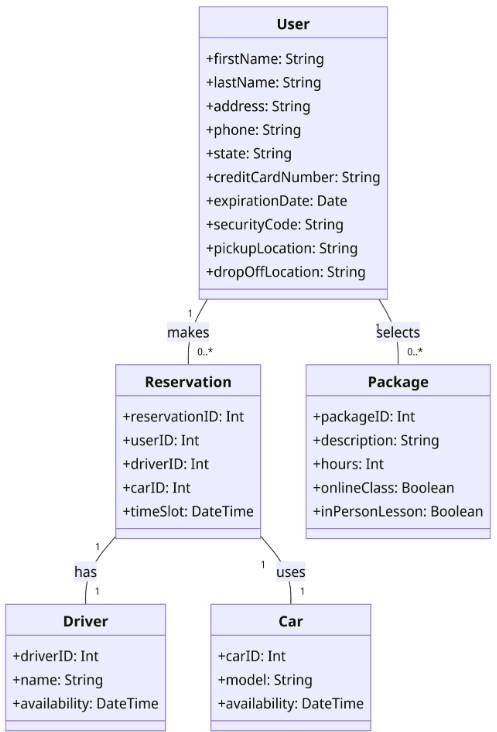 User
+firstName: String
+lastName: String
+address: String
+phone: String
+state: String
+creditCardNumber: String
+expirationDate: Date
+securityCode: String
+pickupLocation: String
+dropOffLocation: String
1
makes
0..*
1
selects
0..*
Reservation
+reservationID: Int
+userID: Int
+driverID: Int
+carID: Int
+timeSlot: DateTime
Package
+packageID: Int
+description: String
+hours: Int
+onlineClass: Boolean
+inPersonLesson: Boolean
1
has
1
1
uses
1
Driver
+driverID: Int
+name: String
+availability: DateTime
Car
+carID: Int
+model: String
+availability: DateTime